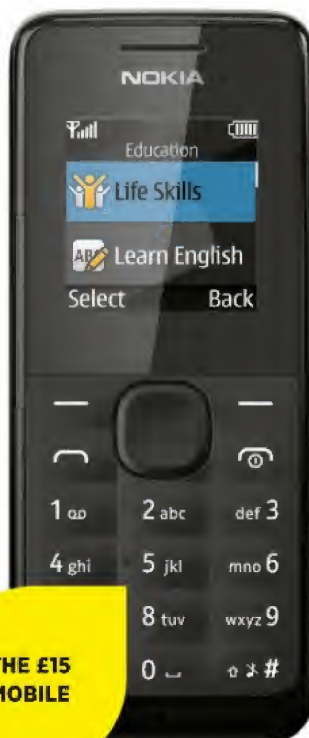 NOKIA
Education
Life Skills
ABC Learn English
Select Back
1 2 abc def 3
4 ghi 5 jkl mno 6
8 tuv wxyz 9
0 #
THE £15
MOBILE